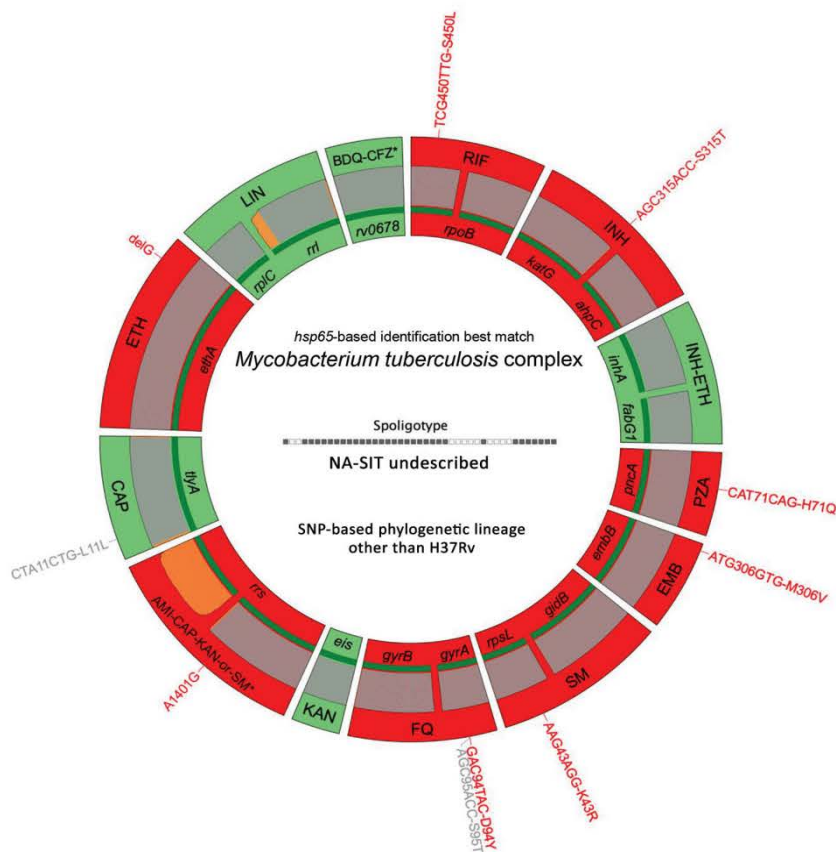 TCG450TTG-S450L
AGC315ACC-S315T
BDQ-CFZ*
RIF
LIN
INH
rv0678
rpoB
rrl
rplC
katG
ahpC
delG
ETH
ethA
hsp65-based identification best match
Mycobacterium tuberculosis complex
inhA
fabG1
INH-ETH
Spoligotype
NA-SIT undescribed
CAP
tlyA
pncA
PZA
CAT71CAG-H71Q
CTA11CTG-L11L
SNP-based phylogenetic lineage
other than H37Rv
embB
EMB
ATG306GTG-M306V
AMI-CAP-KAN-or-SM*
rrs
A1401G
eis
KAN
gyrB
gyrA
FQ
rpsL
gidB
SM
GAC94TAC-D94Y
AGC95ACC-S95T
AAG43AGG-K43R